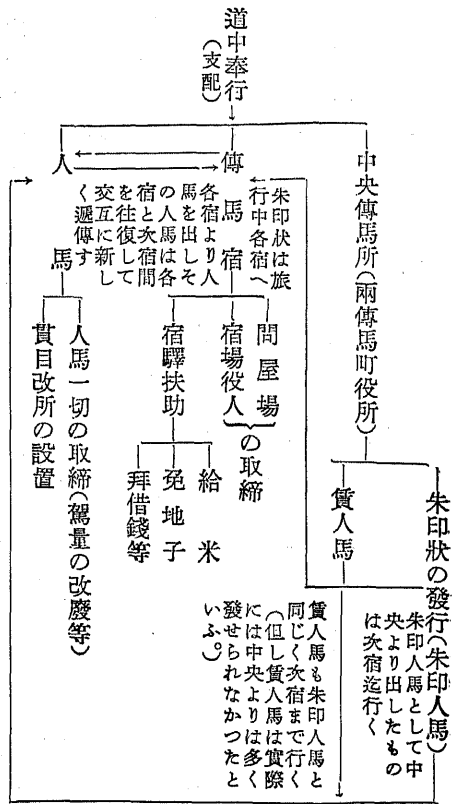 道中奉行
(支配)
中央傳馬所(兩傳馬町役所)
朱印狀の發行(朱印人馬)
朱印人馬として中
央より出したもの
は次宿迄行く
賃人馬
賃人馬も朱印人馬と
同じく次宿まで行く
(但し賃人馬は實際
には中央よりは多く
發せられなかつたと
いふ。)
傳馬宿
朱印狀は旅
行中各宿へ
問屋場
宿場役人
の取締
宿驛扶助
給米
免地子
拜借錢等
各宿より人
馬を出しそ
の人馬は各
宿と次宿間
を往復して
交互に新し
く遞傳す
人馬
人馬一切の取締(駕量の改廢等)
貫目改所の設置